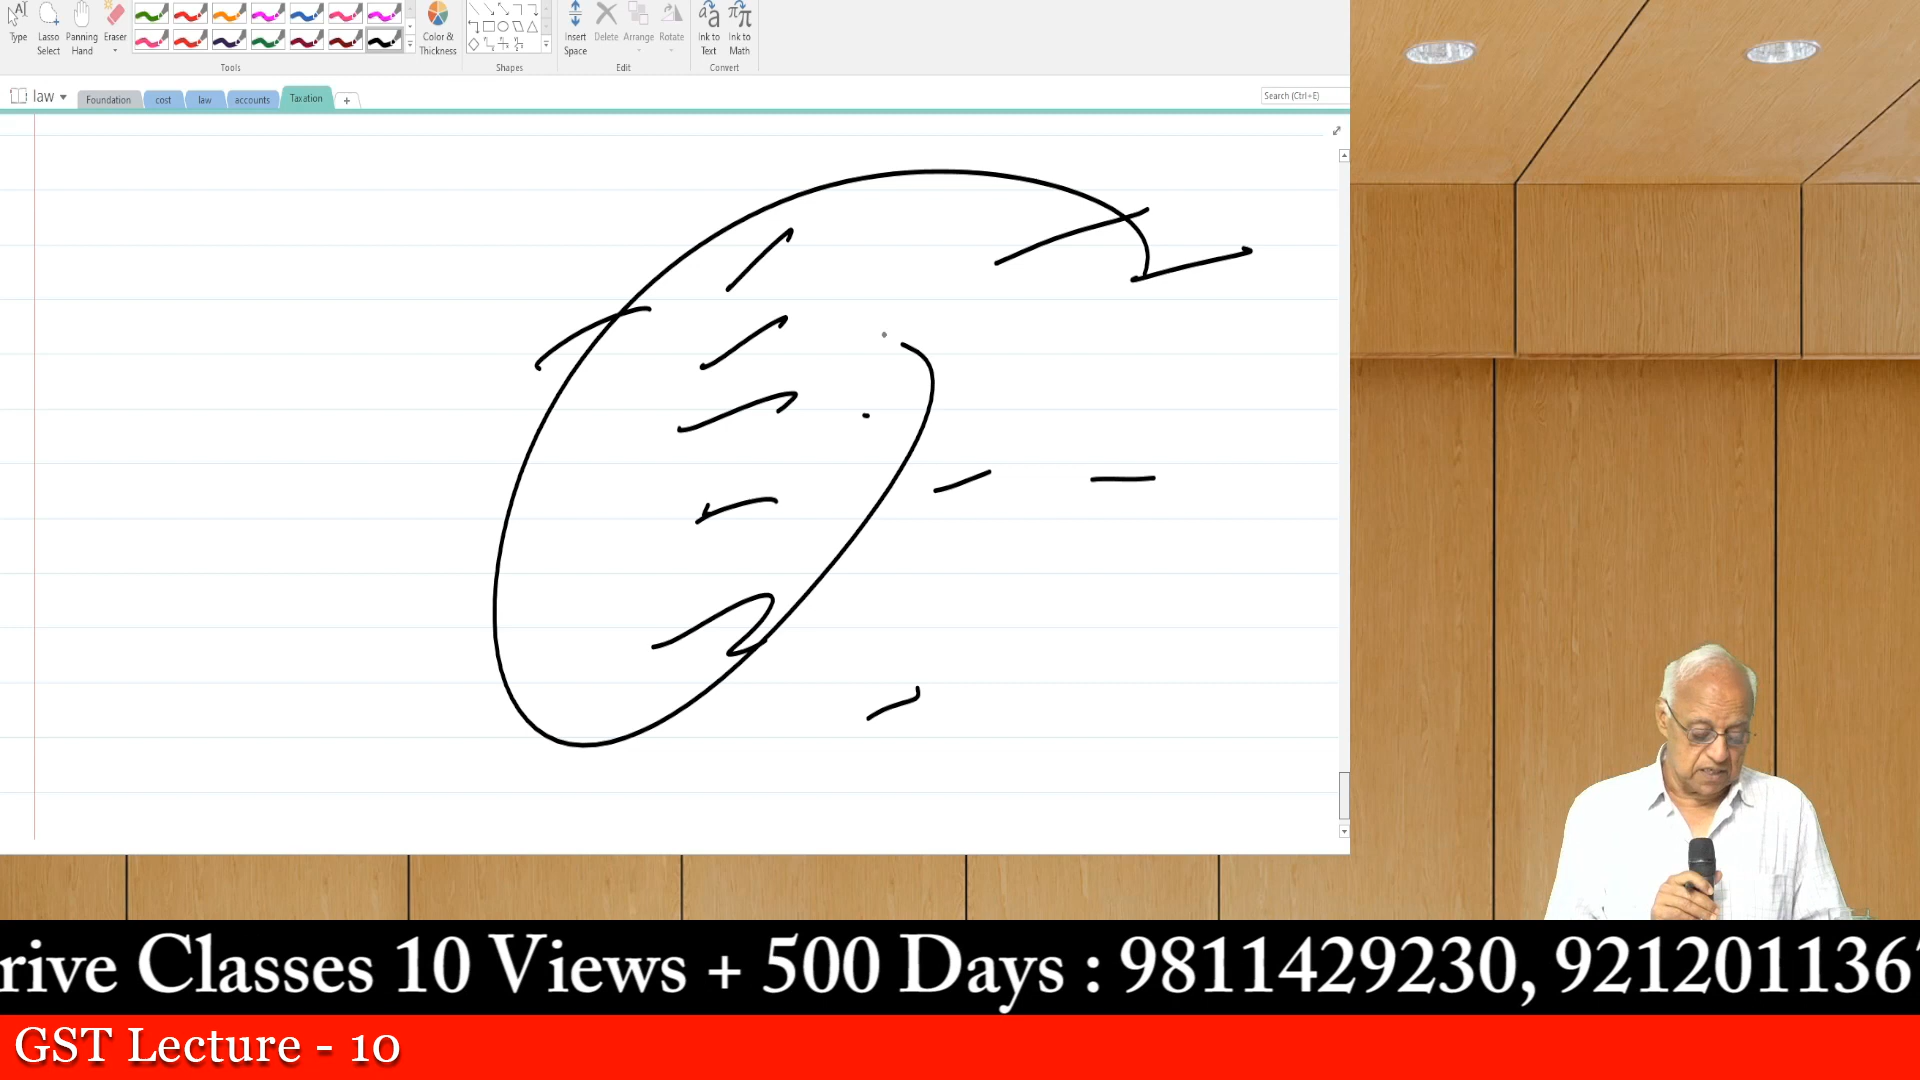 Type
Lasso Select
Panning Hand
Eraser
Color & Thickness
Insert Space
Delete
Arrange
Rotate
Ink to Text
Ink to Math
Tools
Shapes
Edit
Convert
law
Foundation
cost
law
accounts
Taxation
Search (Ctrl+E)
rive Classes 10 Views + 500 Days : 9811429230, 9212011367
GST Lecture - 10